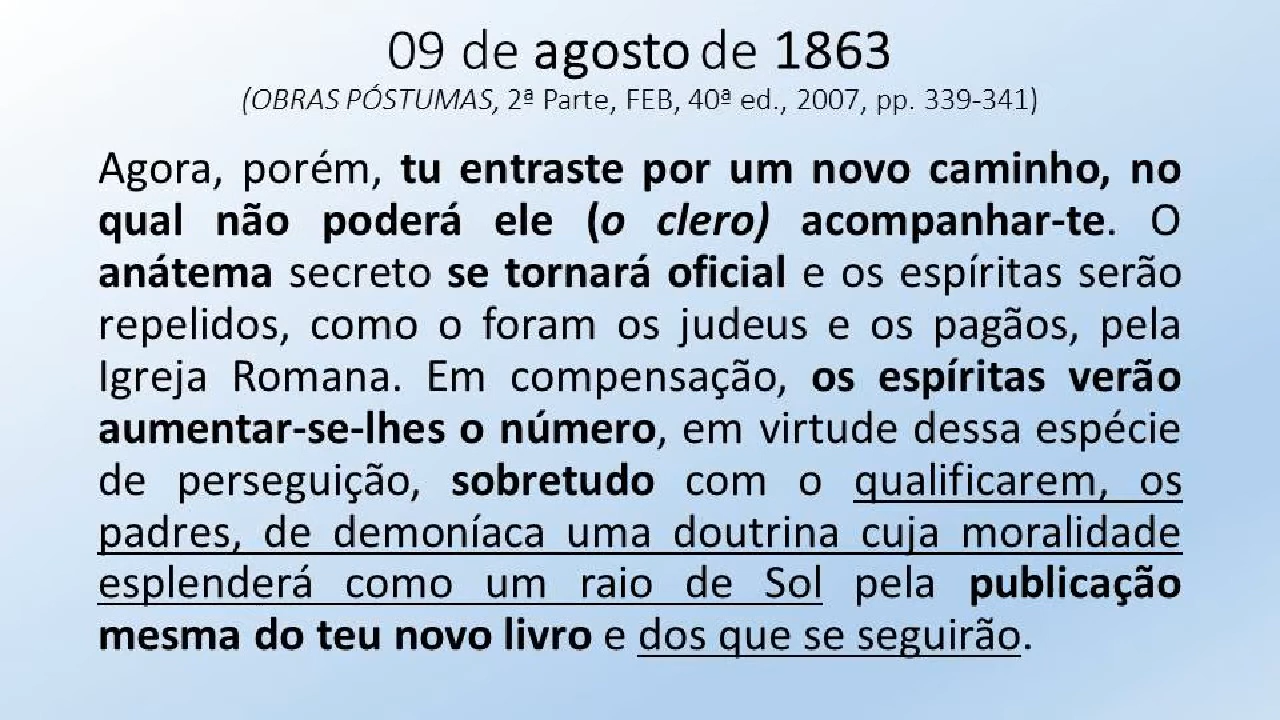 09 de agosto de 1863
(OBRAS PÓSTUMAS, 2ª Parte, FEB, 40ª ed., 2007, pp. 339-341)
Agora, porém, tu entraste por um novo caminho, no
qual não poderá ele (o clero) acompanhar-te. O
anátema secreto se tornará oficial e os espíritas serão
repelidos, como o foram os judeus e os pagãos, pela
Igreja Romana. Em compensação, os espíritas verão
aumentar-se-lhes o número, em virtude dessa espécie
de perseguição, sobretudo com o qualificarem, os
padres, de demoníaca uma doutrina cuja moralidade
esplenderá como um raio de Sol pela publicação
mesma do teu novo livro e dos que se seguirão.